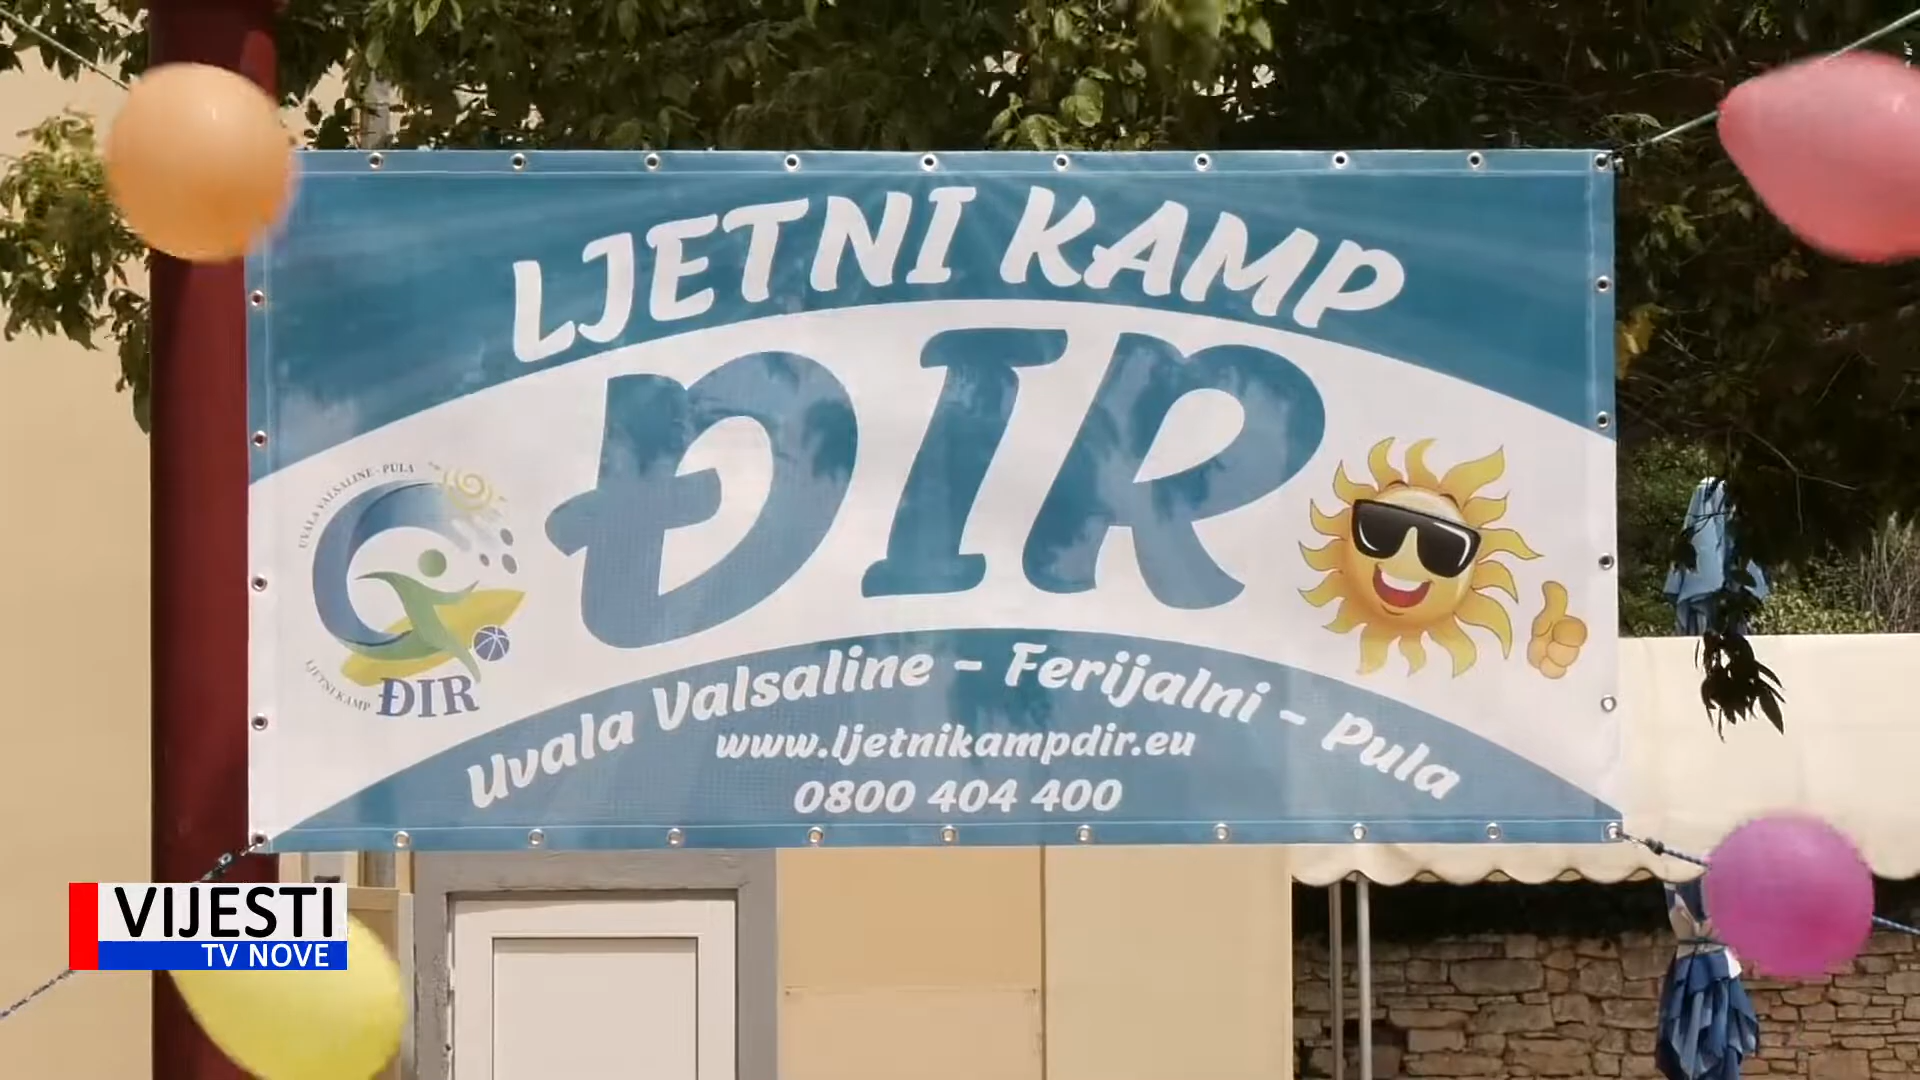 LJETNI KAMP
ĐIR
UVALA VALSALINE - PULA
LJETNI KAMP
ĐIR
Uvala Valsaline - Ferijalni - Pula
www.ljetnikampdir.eu
0800 404 400
VIJESTI
TV NOVE